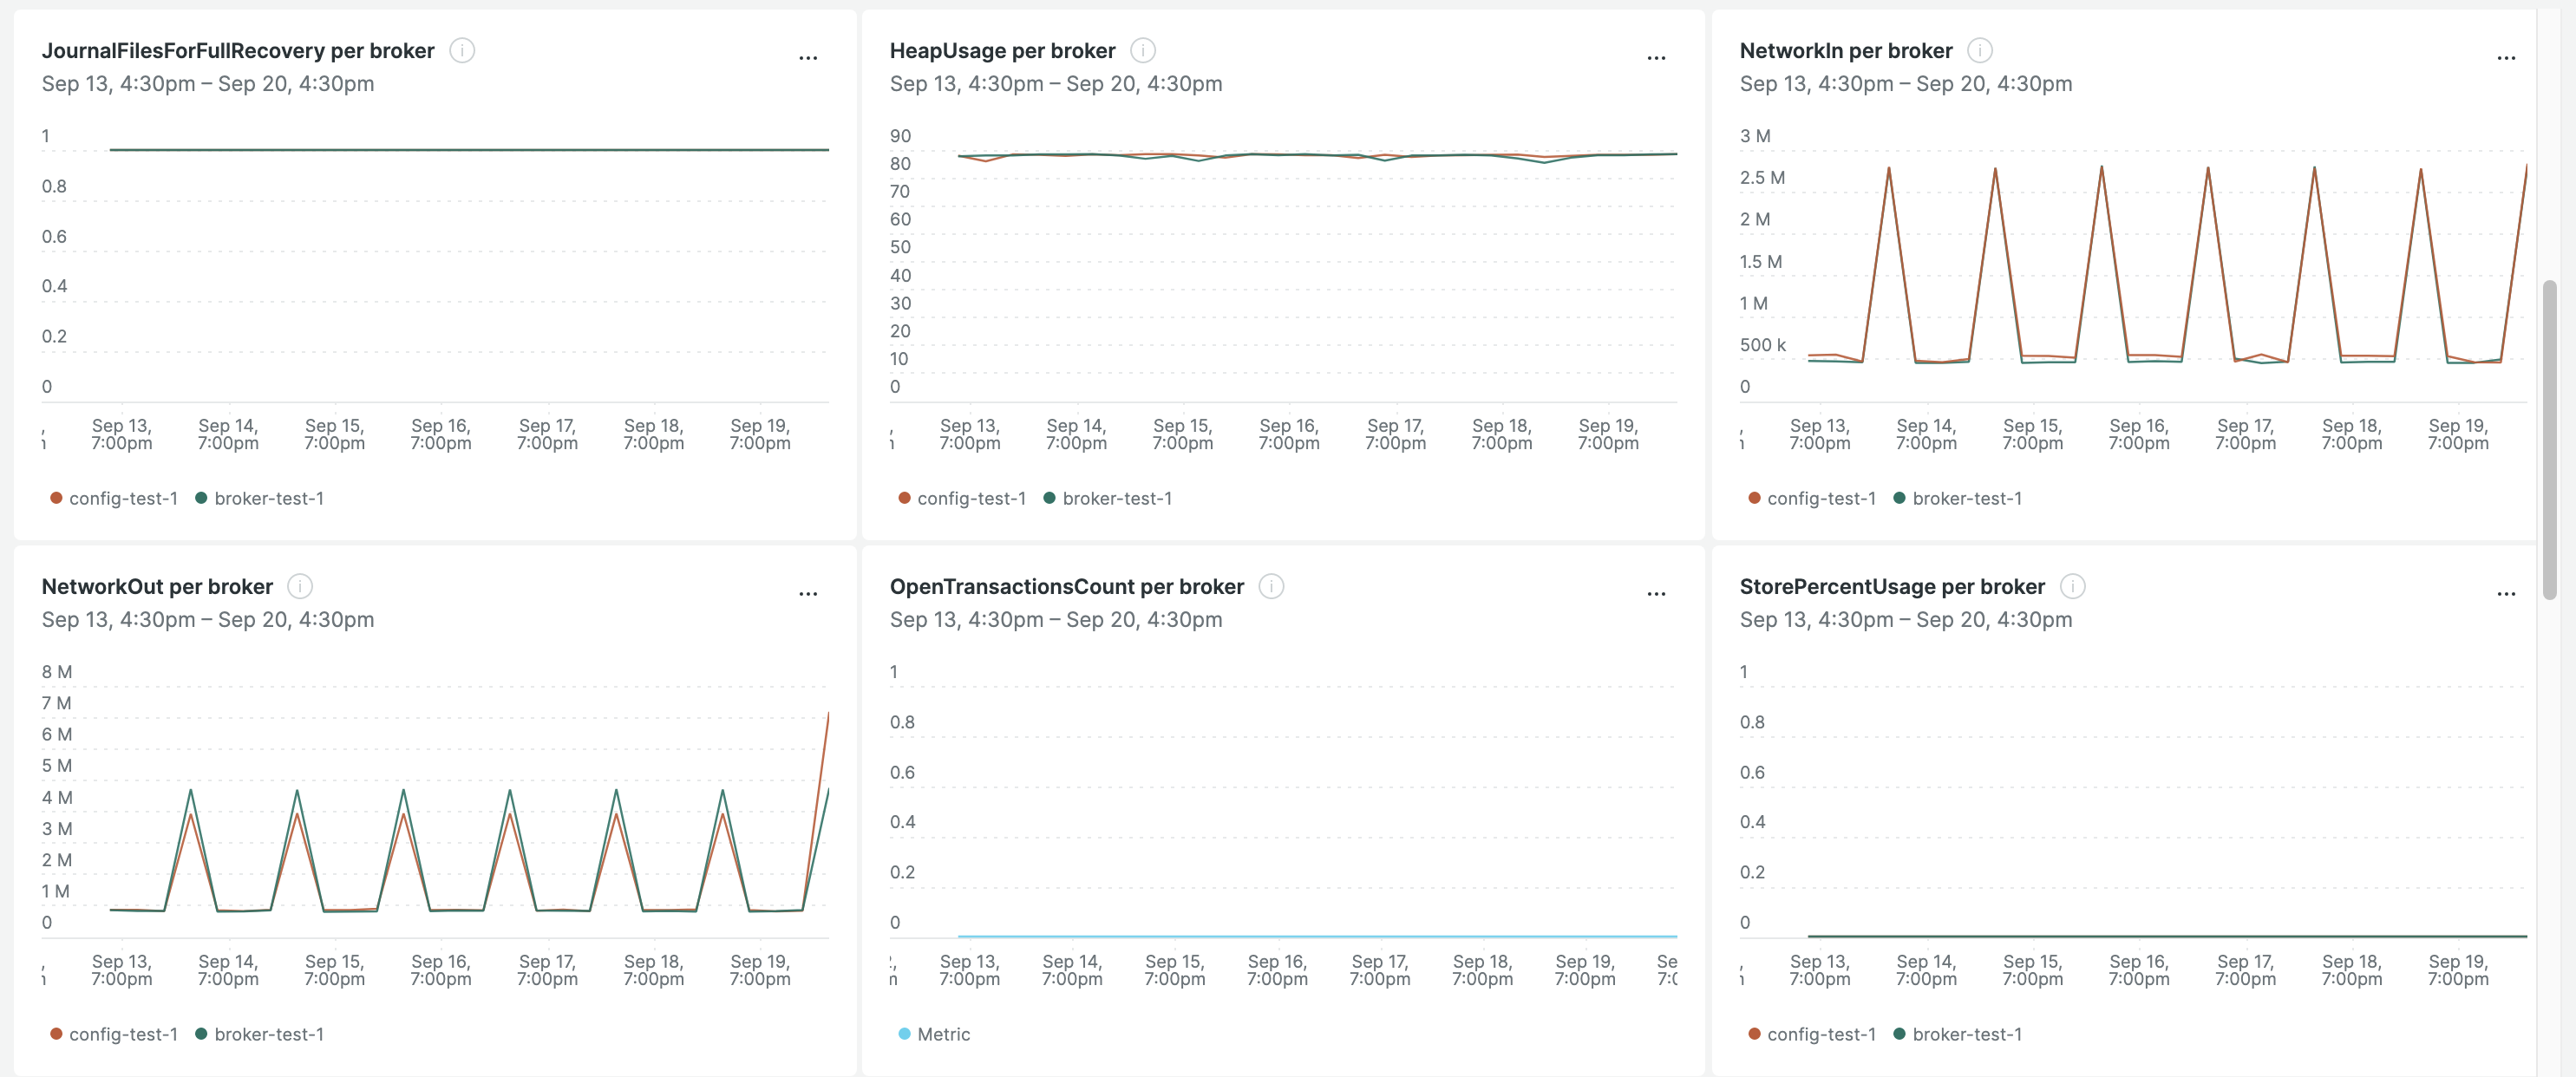 JournalFilesForFullRecovery per broker
Sep 13, 4:30pm – Sep 20, 4:30pm
1
0.8
0.6
0.4
0.2
0
Sep 13, 7:00pm
Sep 14, 7:00pm
Sep 15, 7:00pm
Sep 16, 7:00pm
Sep 17, 7:00pm
Sep 18, 7:00pm
Sep 19, 7:00pm
config-test-1 broker-test-1
HeapUsage per broker
Sep 13, 4:30pm – Sep 20, 4:30pm
90
80
70
60
50
40
30
20
10
0
Sep 13, 7:00pm
Sep 14, 7:00pm
Sep 15, 7:00pm
Sep 16, 7:00pm
Sep 17, 7:00pm
Sep 18, 7:00pm
Sep 19, 7:00pm
config-test-1 broker-test-1
NetworkIn per broker
Sep 13, 4:30pm – Sep 20, 4:30pm
3 M
2.5 M
2 M
1.5 M
1 M
500 k
0
Sep 13, 7:00pm
Sep 14, 7:00pm
Sep 15, 7:00pm
Sep 16, 7:00pm
Sep 17, 7:00pm
Sep 18, 7:00pm
Sep 19, 7:00pm
config-test-1 broker-test-1
NetworkOut per broker
Sep 13, 4:30pm – Sep 20, 4:30pm
8 M
7 M
6 M
5 M
4 M
3 M
2 M
1 M
0
Sep 13, 7:00pm
Sep 14, 7:00pm
Sep 15, 7:00pm
Sep 16, 7:00pm
Sep 17, 7:00pm
Sep 18, 7:00pm
Sep 19, 7:00pm
config-test-1 broker-test-1
OpenTransactionsCount per broker
Sep 13, 4:30pm – Sep 20, 4:30pm
1
0.8
0.6
0.4
0.2
0
Sep 13, 7:00pm
Sep 14, 7:00pm
Sep 15, 7:00pm
Sep 16, 7:00pm
Sep 17, 7:00pm
Sep 18, 7:00pm
Sep 19, 7:00pm
Metric
StorePercentUsage per broker
Sep 13, 4:30pm – Sep 20, 4:30pm
1
0.8
0.6
0.4
0.2
0
Sep 13, 7:00pm
Sep 14, 7:00pm
Sep 15, 7:00pm
Sep 16, 7:00pm
Sep 17, 7:00pm
Sep 18, 7:00pm
Sep 19, 7:00pm
config-test-1 broker-test-1